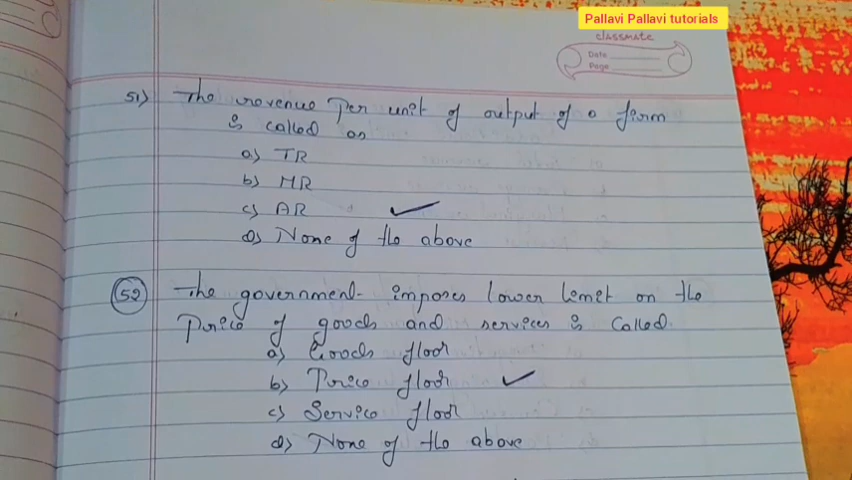 Pallavi Pallavi tutorials
classmate
Date
Page
51) The revenue Per unit of output of a firm
is called as
a) TR
b) MR
c) AR
d) None of the above
52 The government imposes lower limit on the
Price of goods and services is called
a) Goods floor
b) Price floor
c) Service floor
d) None of the above